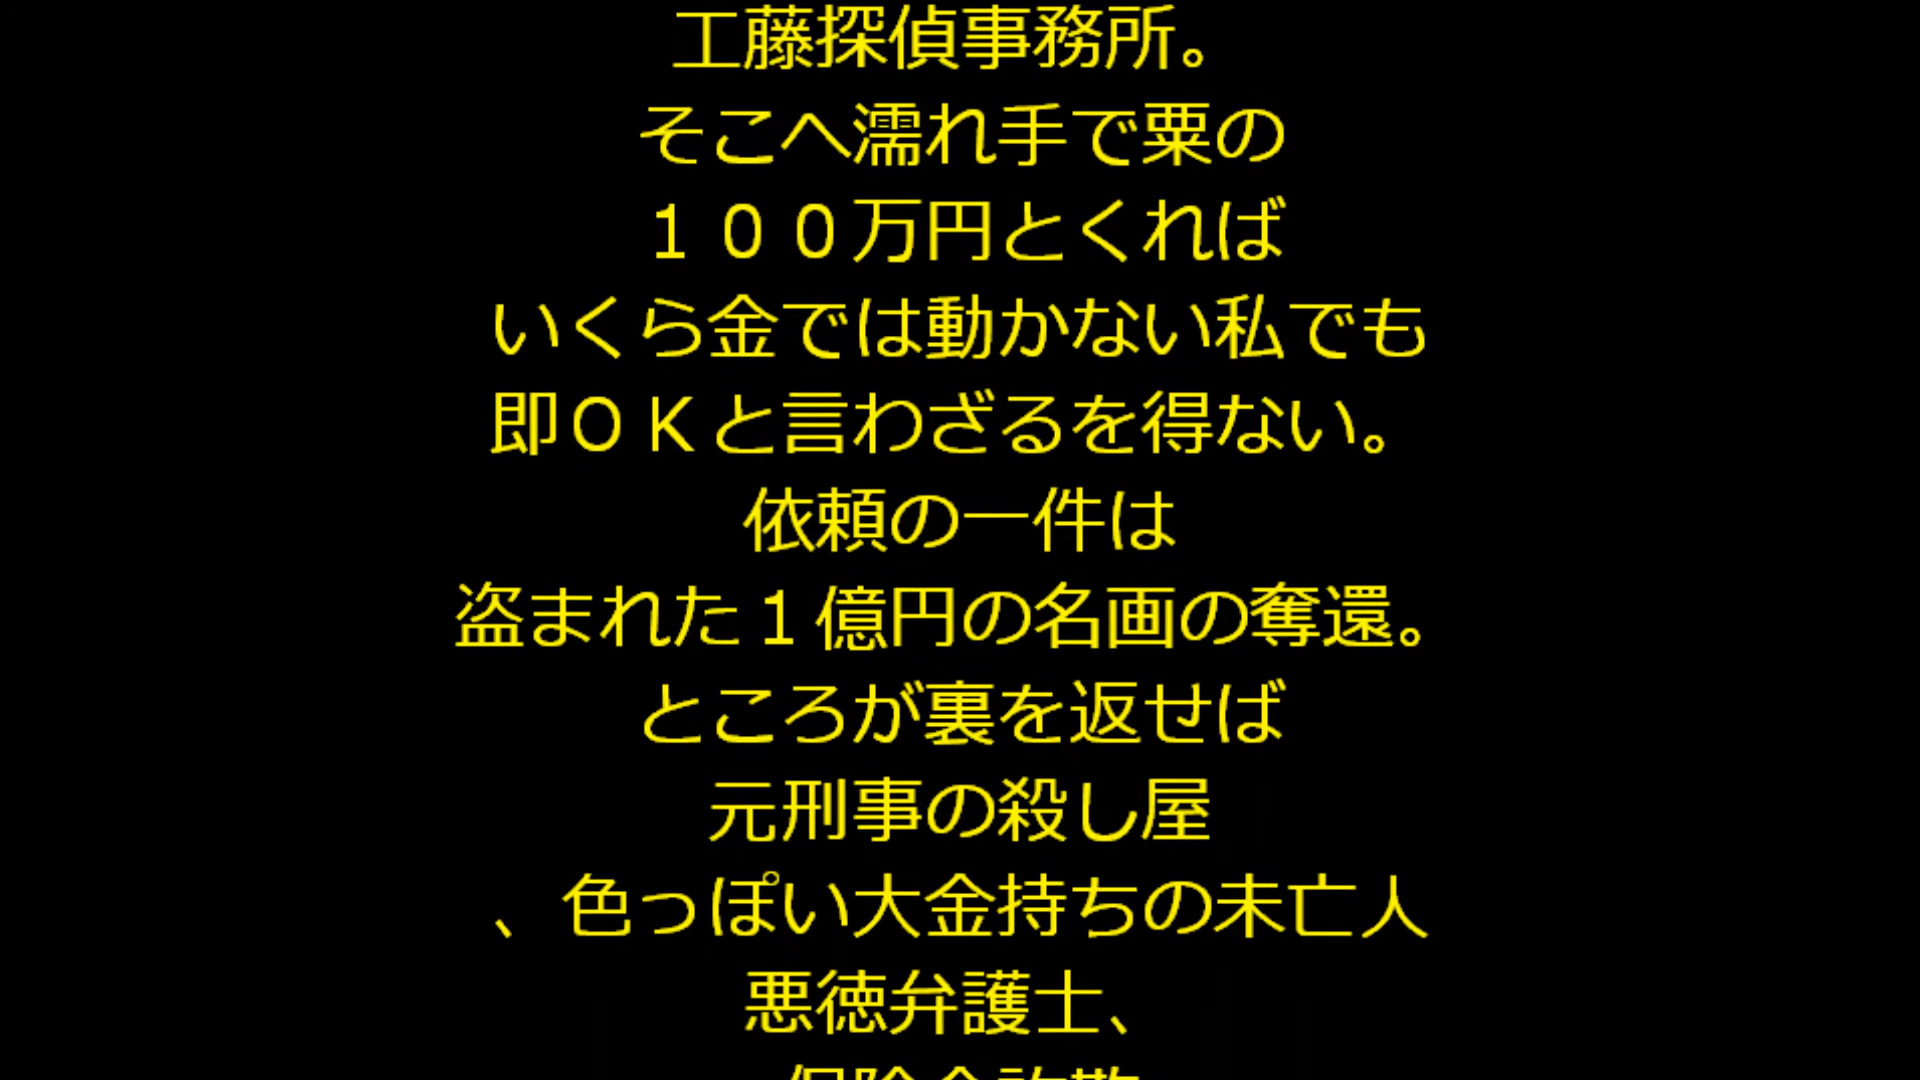 工藤探偵事務所。
そこへ濡れ手で粟の
１００万円とくれば
いくら金では動かない私でも
即ＯＫと言わざるを得ない。
依頼の一件は
盗まれた１億円の名画の奪還。
ところが裏を返せば
元刑事の殺し屋
、色っぽい大金持ちの未亡人
悪徳弁護士、